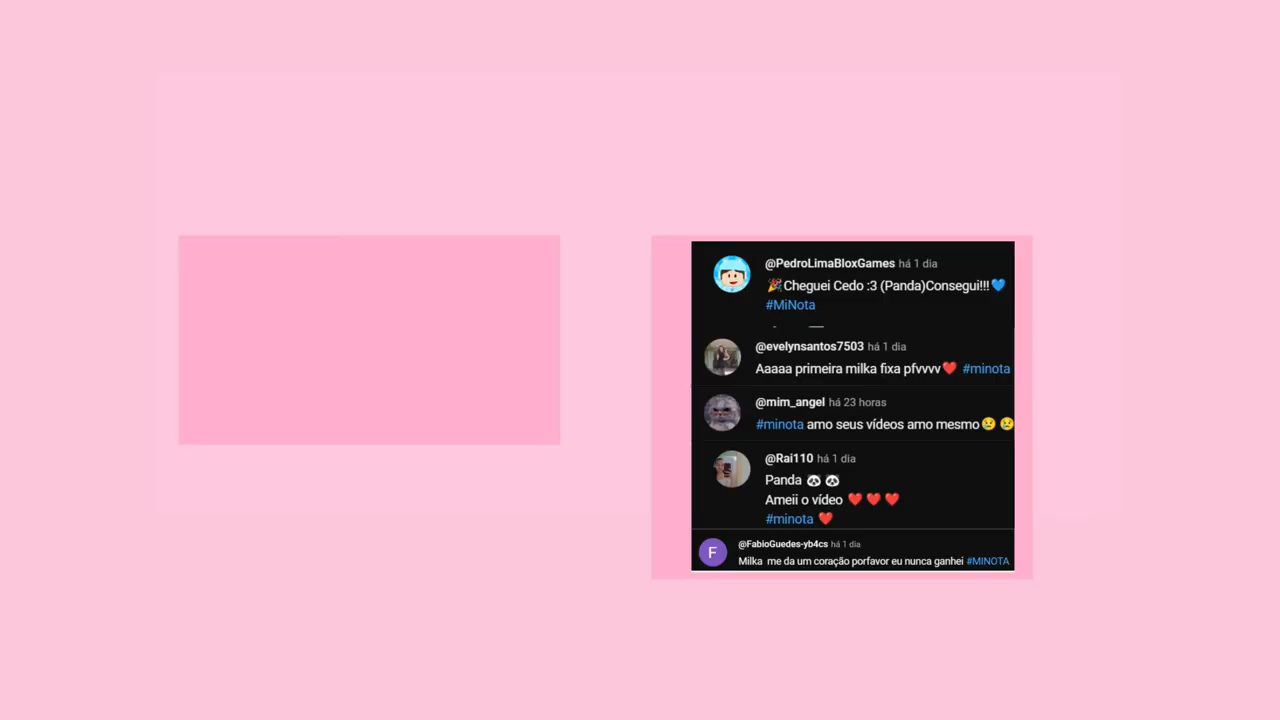 @PedroLimaBloxGames há 1 dia
🎉Cheguei Cedo :3 (Panda)Consegui!!!💙
#MiNota
@evelynsantos7503 há 1 dia
Aaaaa primeira milka fixa pfvvvv❤️ #minota
@mim_angel há 23 horas
#minota amo seus vídeos amo mesmo😢 😢
@Rai110 há 1 dia
Panda 🐼 🐼
Ameii o vídeo ❤️ ❤️ ❤️
#minota ❤️
F
@FabioGuedes-yb4cs há 1 dia
Milka me da um coração porfavor eu nunca ganhei #MINOTA